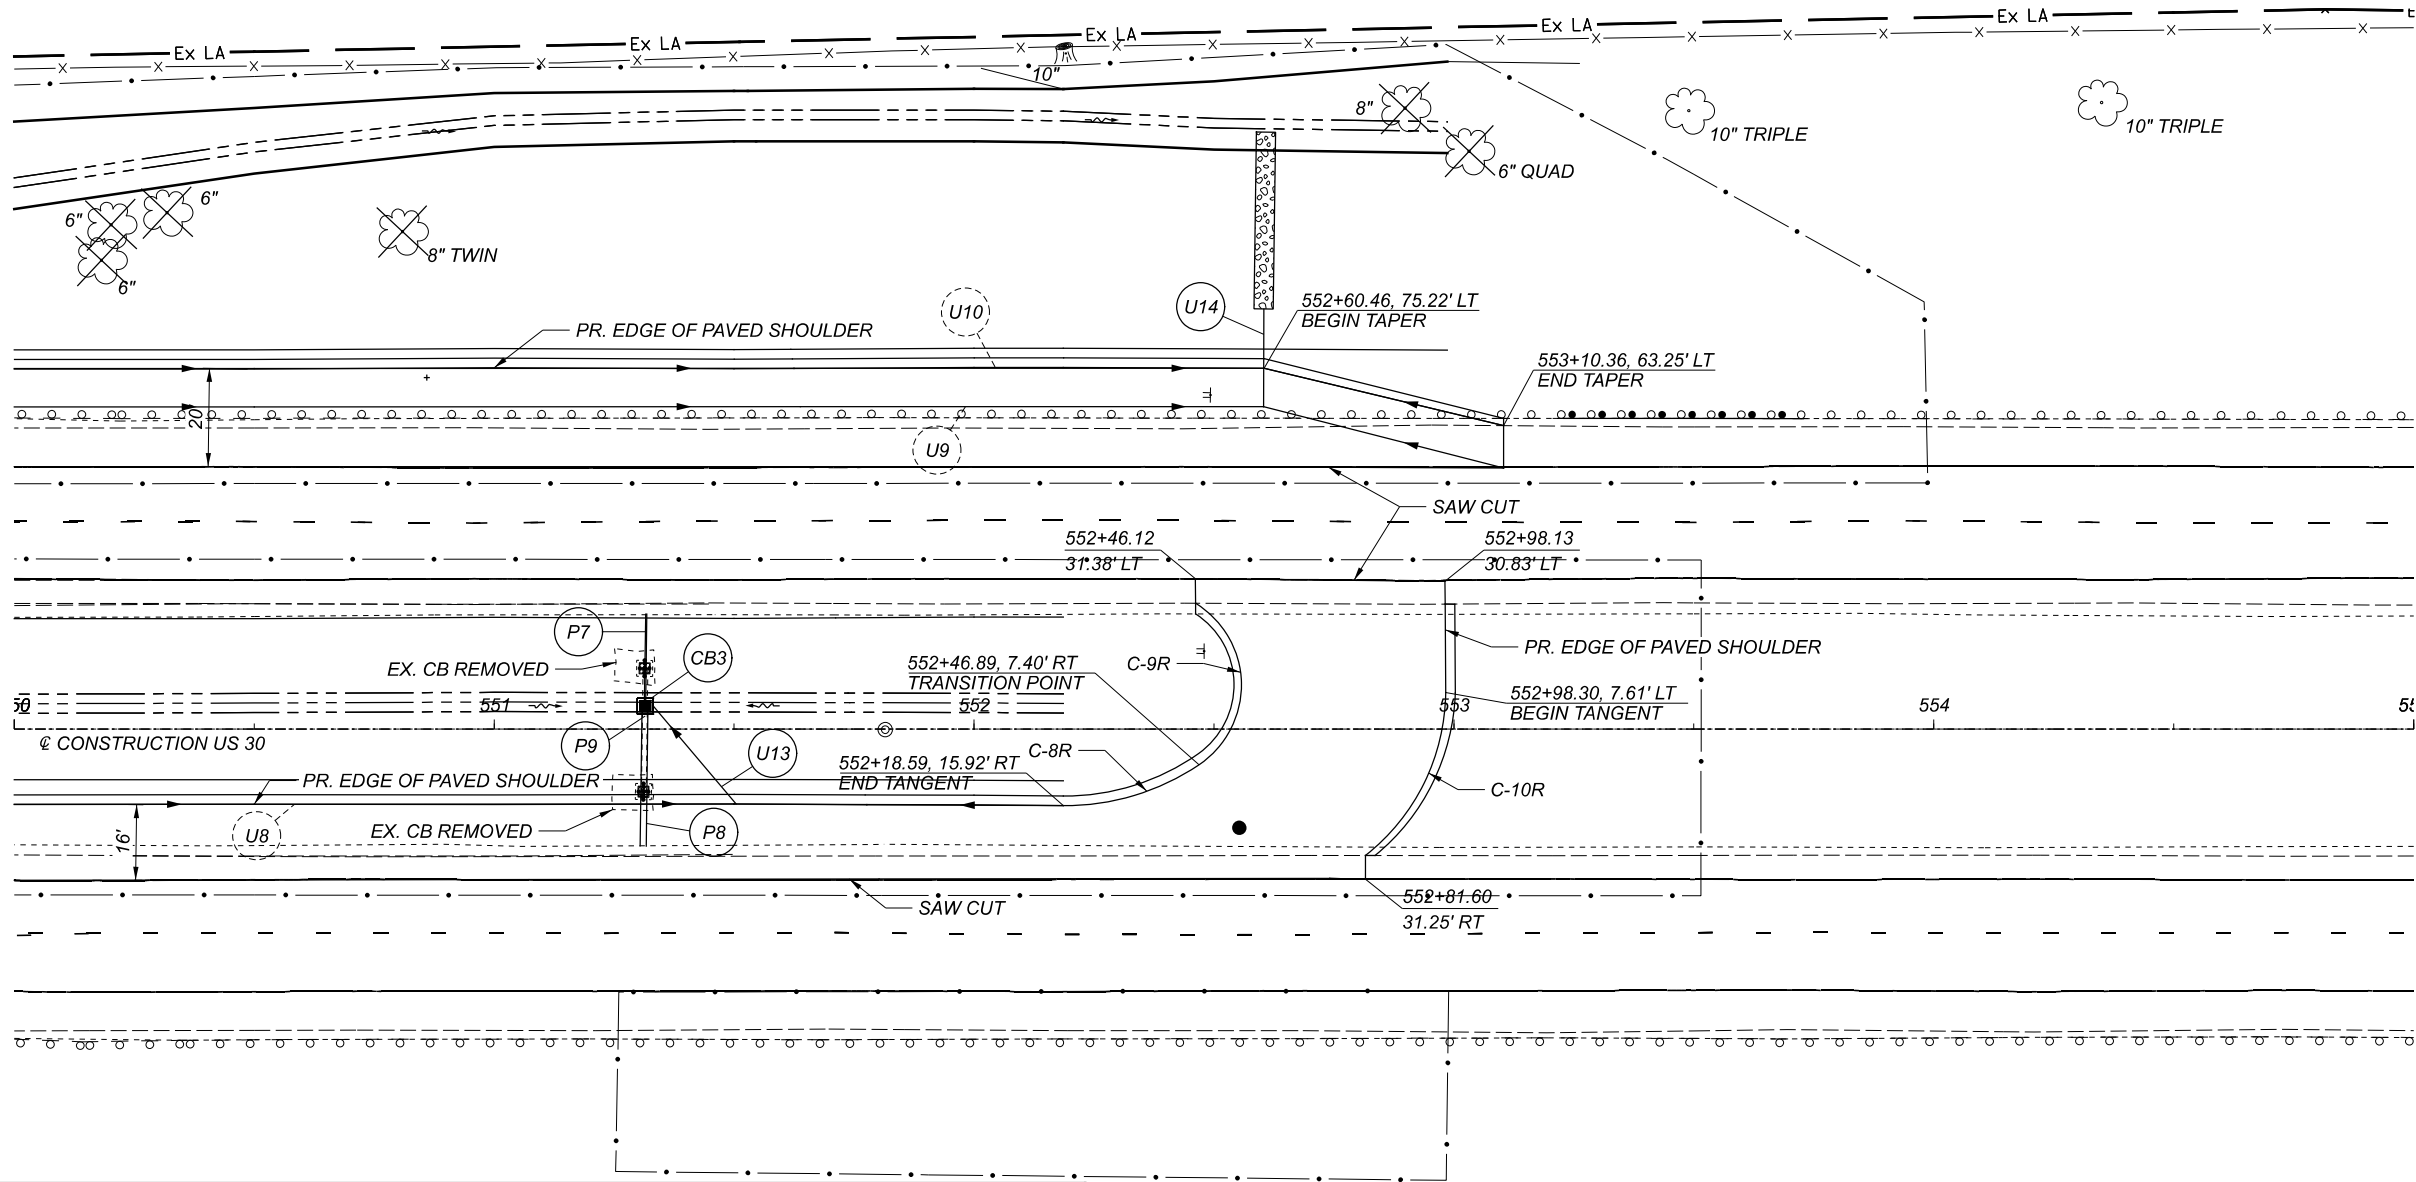 Ex LA
Ex LA
Ex LA
Ex LA
Ex LA
10"
8"
10" TRIPLE
10" TRIPLE
6" QUAD
6"
6"
8" TWIN
6"
U10
U14
552+60.46, 75.22' LT
BEGIN TAPER
PR. EDGE OF PAVED SHOULDER
553+10.36, 63.25' LT
END TAPER
20'
U9
SAW CUT
552+46.12
31.38' LT
552+98.13
30.83' LT
P7
CB3
EX. CB REMOVED
552+46.89, 7.40' RT
TRANSITION POINT
C-9R
PR. EDGE OF PAVED SHOULDER
552+98.30, 7.61' LT
BEGIN TANGENT
551
552
553
554
℄ CONSTRUCTION US 30
P9
U13
C-8R
552+18.59, 15.92' RT
END TANGENT
PR. EDGE OF PAVED SHOULDER
C-10R
16'
U8
EX. CB REMOVED
P8
552+81.60
31.25' RT
SAW CUT